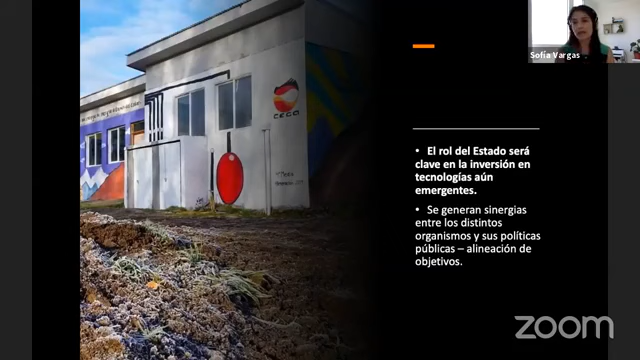 Sofía Vargas
CEGA
• El rol del Estado será
clave en la inversión en
tecnologías aún
emergentes.
• Se generan sinergias
entre los distintos
organismos y sus políticas
públicas – alineación de
objetivos.
zoom